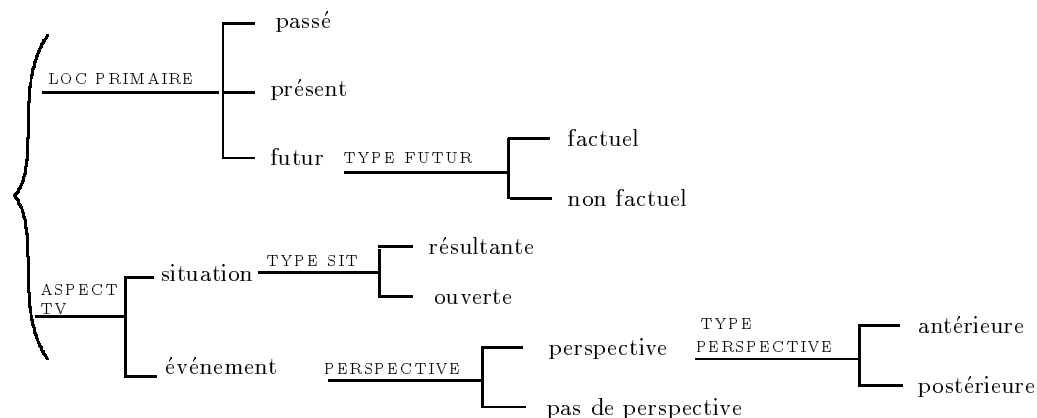 passé
LOC PRIMAIRE
présent
futur
TYPE FUTUR
factuel
non factuel
ASPECT
TV
situation
TYPE SIT
résultante
ouverte
événement
PERSPECTIVE
perspective
pas de perspective
TYPE
PERSPECTIVE
antérieure
postérieure